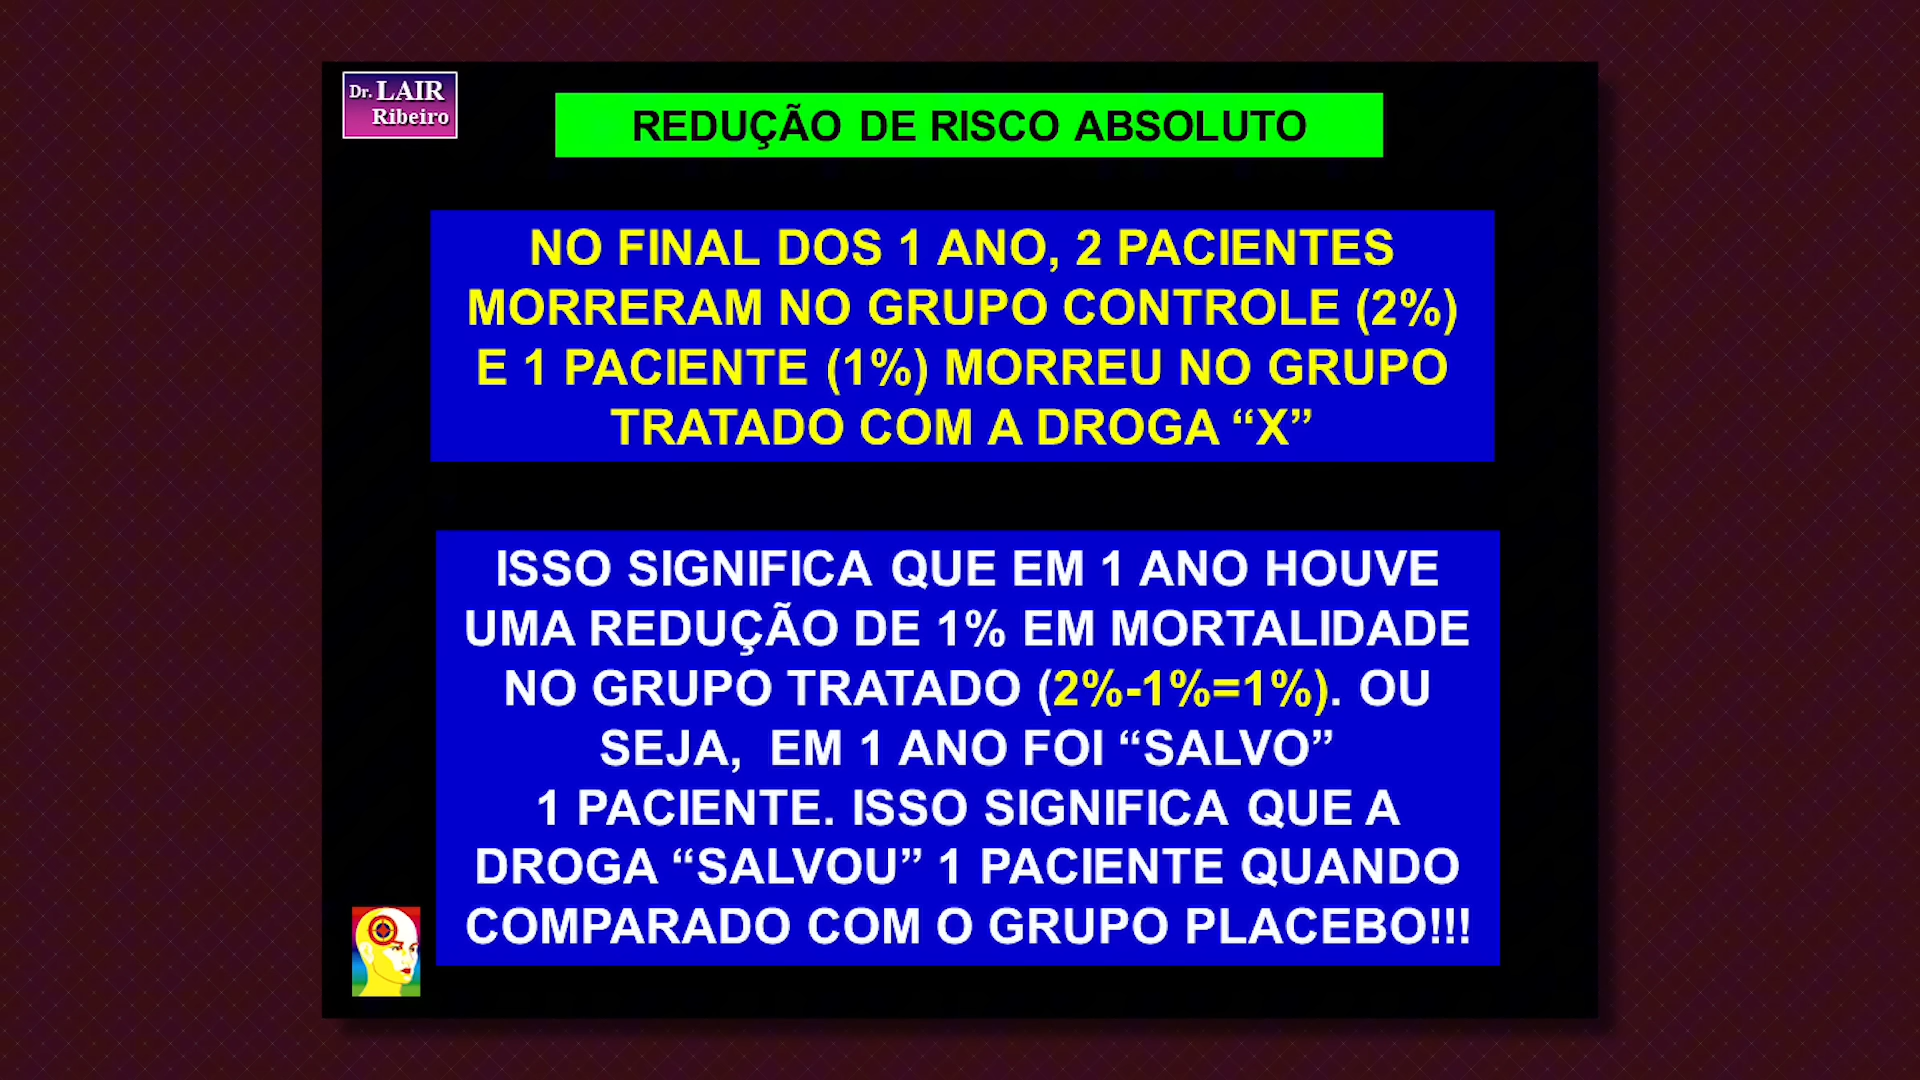 Dr. LAIR
Ribeiro
REDUÇÃO DE RISCO ABSOLUTO
NO FINAL DOS 1 ANO, 2 PACIENTES
MORRERAM NO GRUPO CONTROLE (2%)
E 1 PACIENTE (1%) MORREU NO GRUPO
TRATADO COM A DROGA “X”
ISSO SIGNIFICA QUE EM 1 ANO HOUVE
UMA REDUÇÃO DE 1% EM MORTALIDADE
NO GRUPO TRATADO (2%-1%=1%). OU
SEJA, EM 1 ANO FOI “SALVO”
1 PACIENTE. ISSO SIGNIFICA QUE A
DROGA “SALVOU” 1 PACIENTE QUANDO
COMPARADO COM O GRUPO PLACEBO!!!